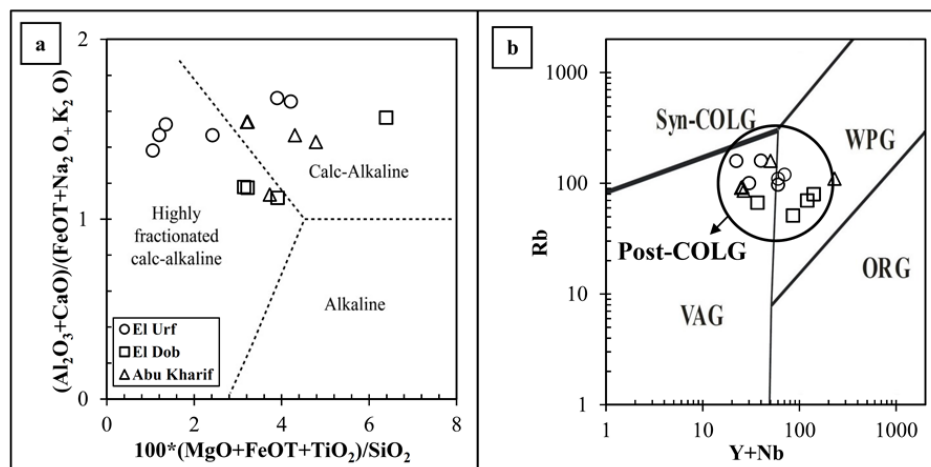 a
(Al₂O₃+CaO)/(FeOT+Na₂O+K₂O)
2
1
0
Calc-Alkaline
Highly
fractionated
calc-alkaline
Alkaline
El Urf
El Dob
Abu Kharif
0 2 4 6 8
100*(MgO+FeOT+TiO₂)/SiO₂
b
Rb
1000
100
10
1
Syn-COLG
WPG
Post-COLG
ORG
VAG
1 10 100 1000
Y+Nb